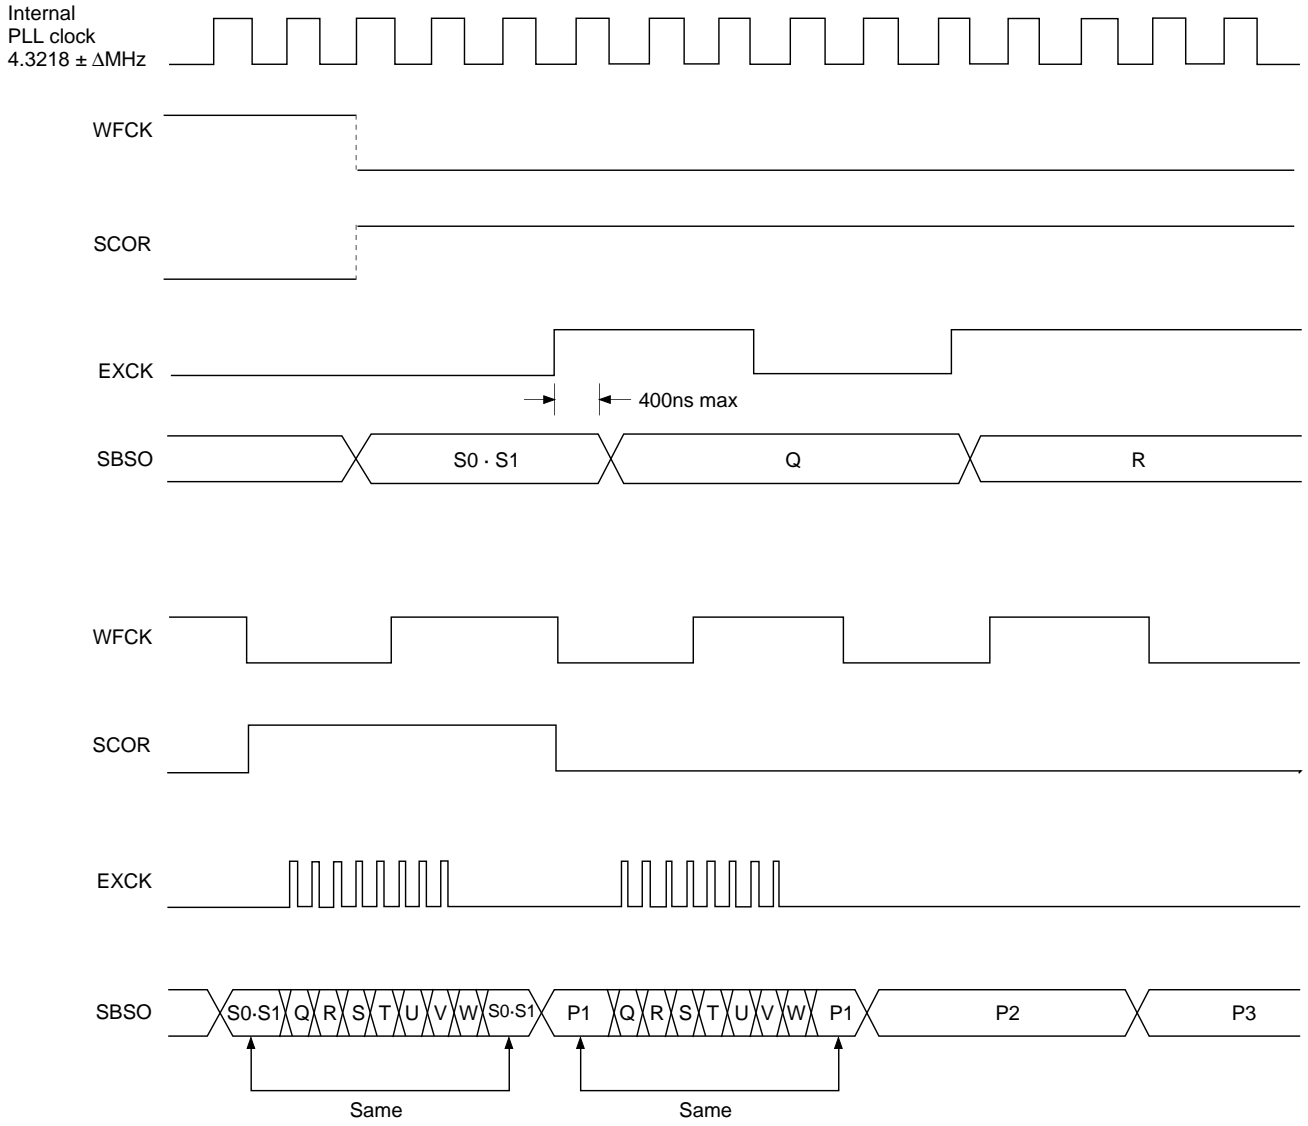 Internal
PLL clock
4.3218 ± ΔMHz
WFCK
SCOR
EXCK
400ns max
SBSO
S0 · S1
Q
R
WFCK
SCOR
EXCK
SBSO
S0·S1 Q R S T U V W S0·S1 P1 Q R S T U V W P1 P2 P3
Same
Same